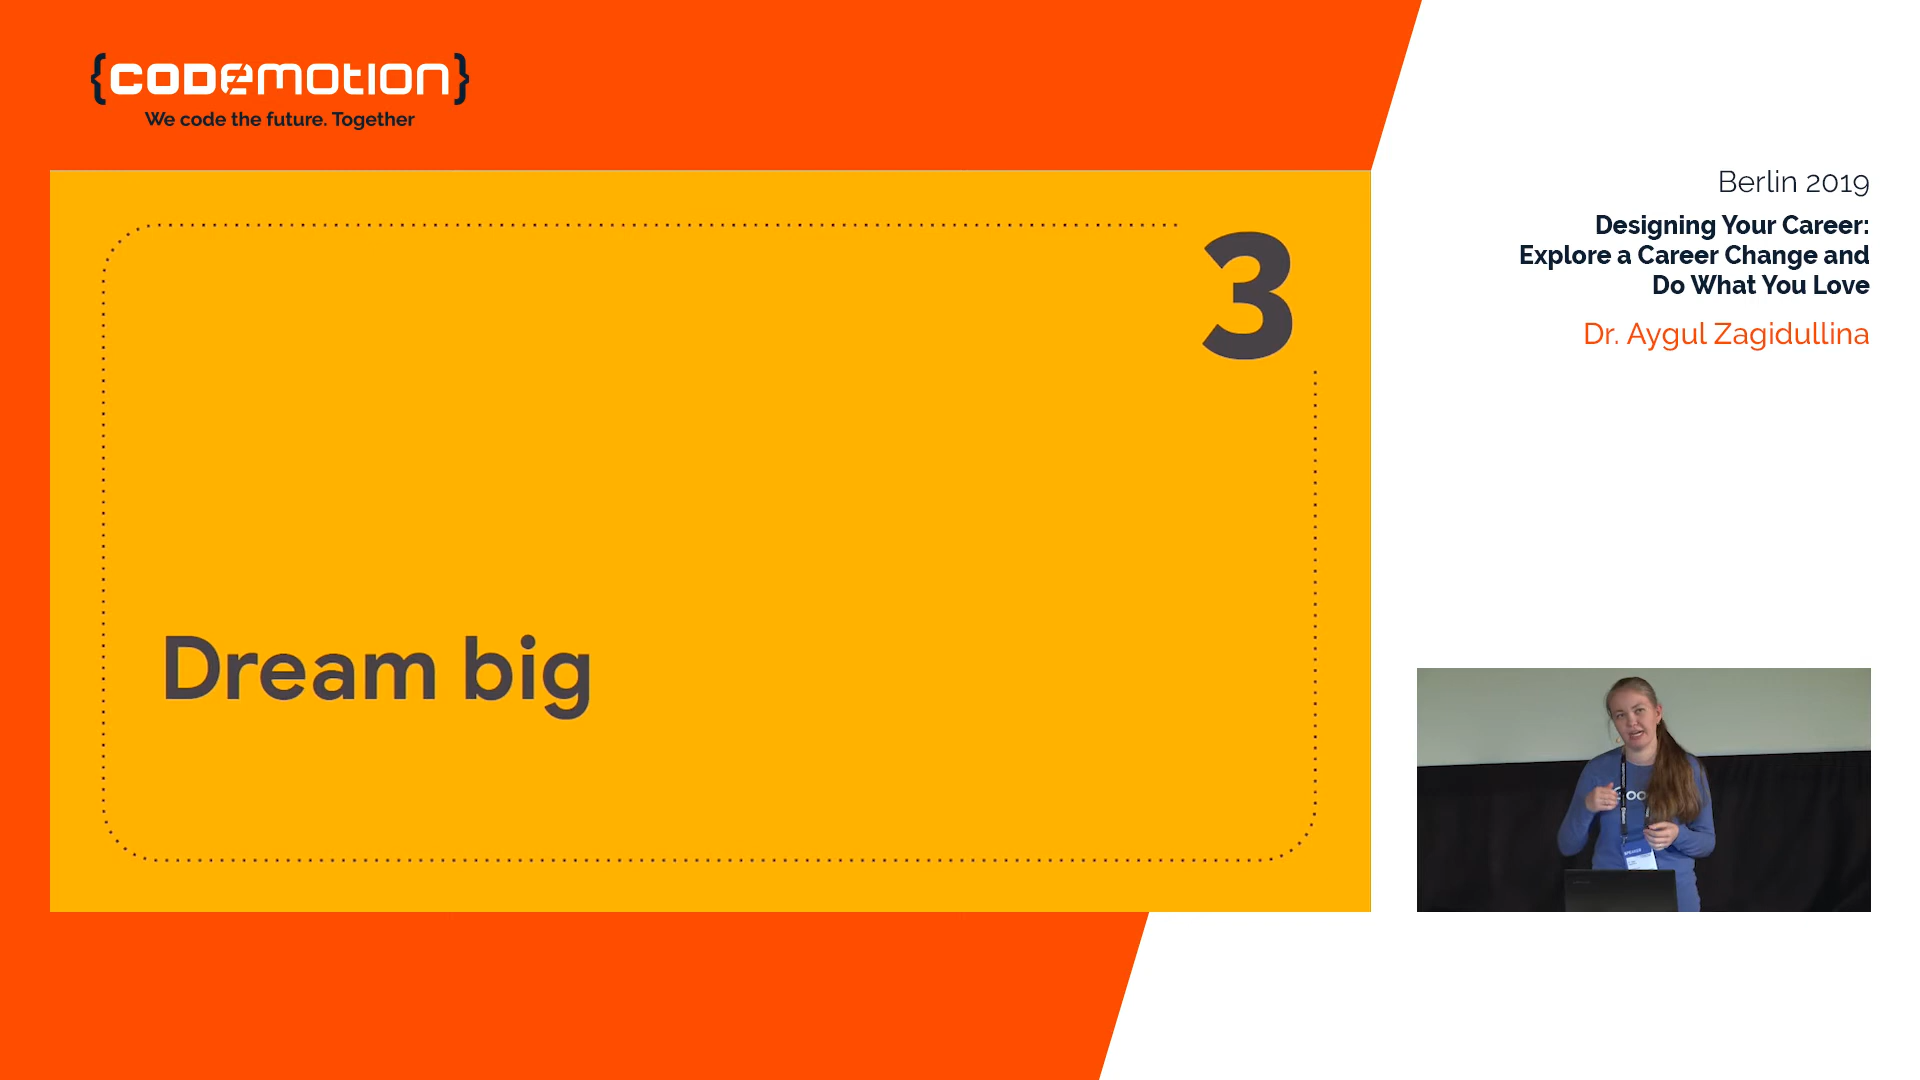 {codemotion}
We code the future. Together
3
Dream big
Berlin 2019
Designing Your Career:
Explore a Career Change and
Do What You Love
Dr. Aygul Zagidullina
SPEAKER